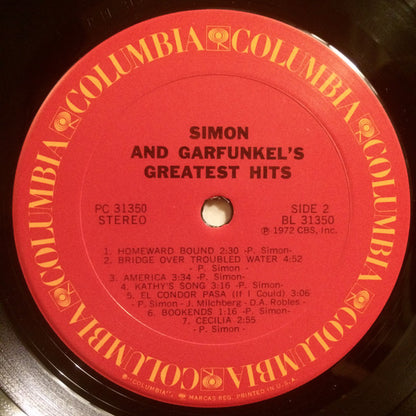 COLUMBIA COLUMBIA COLUMBIA COLUMBIA COLUMBIA COLUMBIA
SIMON
AND GARFUNKEL'S
GREATEST HITS
PC 31350
STEREO
SIDE 2
BL 31350
℗ 1972 CBS, Inc.
1. HOMEWARD BOUND 2:30 -P. Simon-
2. BRIDGE OVER TROUBLED WATER 4:52
- P. Simon -
3. AMERICA 3:34 -P. Simon-
4. KATHY'S SONG 3:16 -P. Simon-
5. EL CONDOR PASA (If I Could) 3:06
- P. Simon - J. Milchberg - D.A. Robles -
6. BOOKENDS 1:16 -P. Simon-
7. CECILIA 2:55
- P. Simon -
"COLUMBIA", MARCAS REG. PRINTED IN U.S.A.